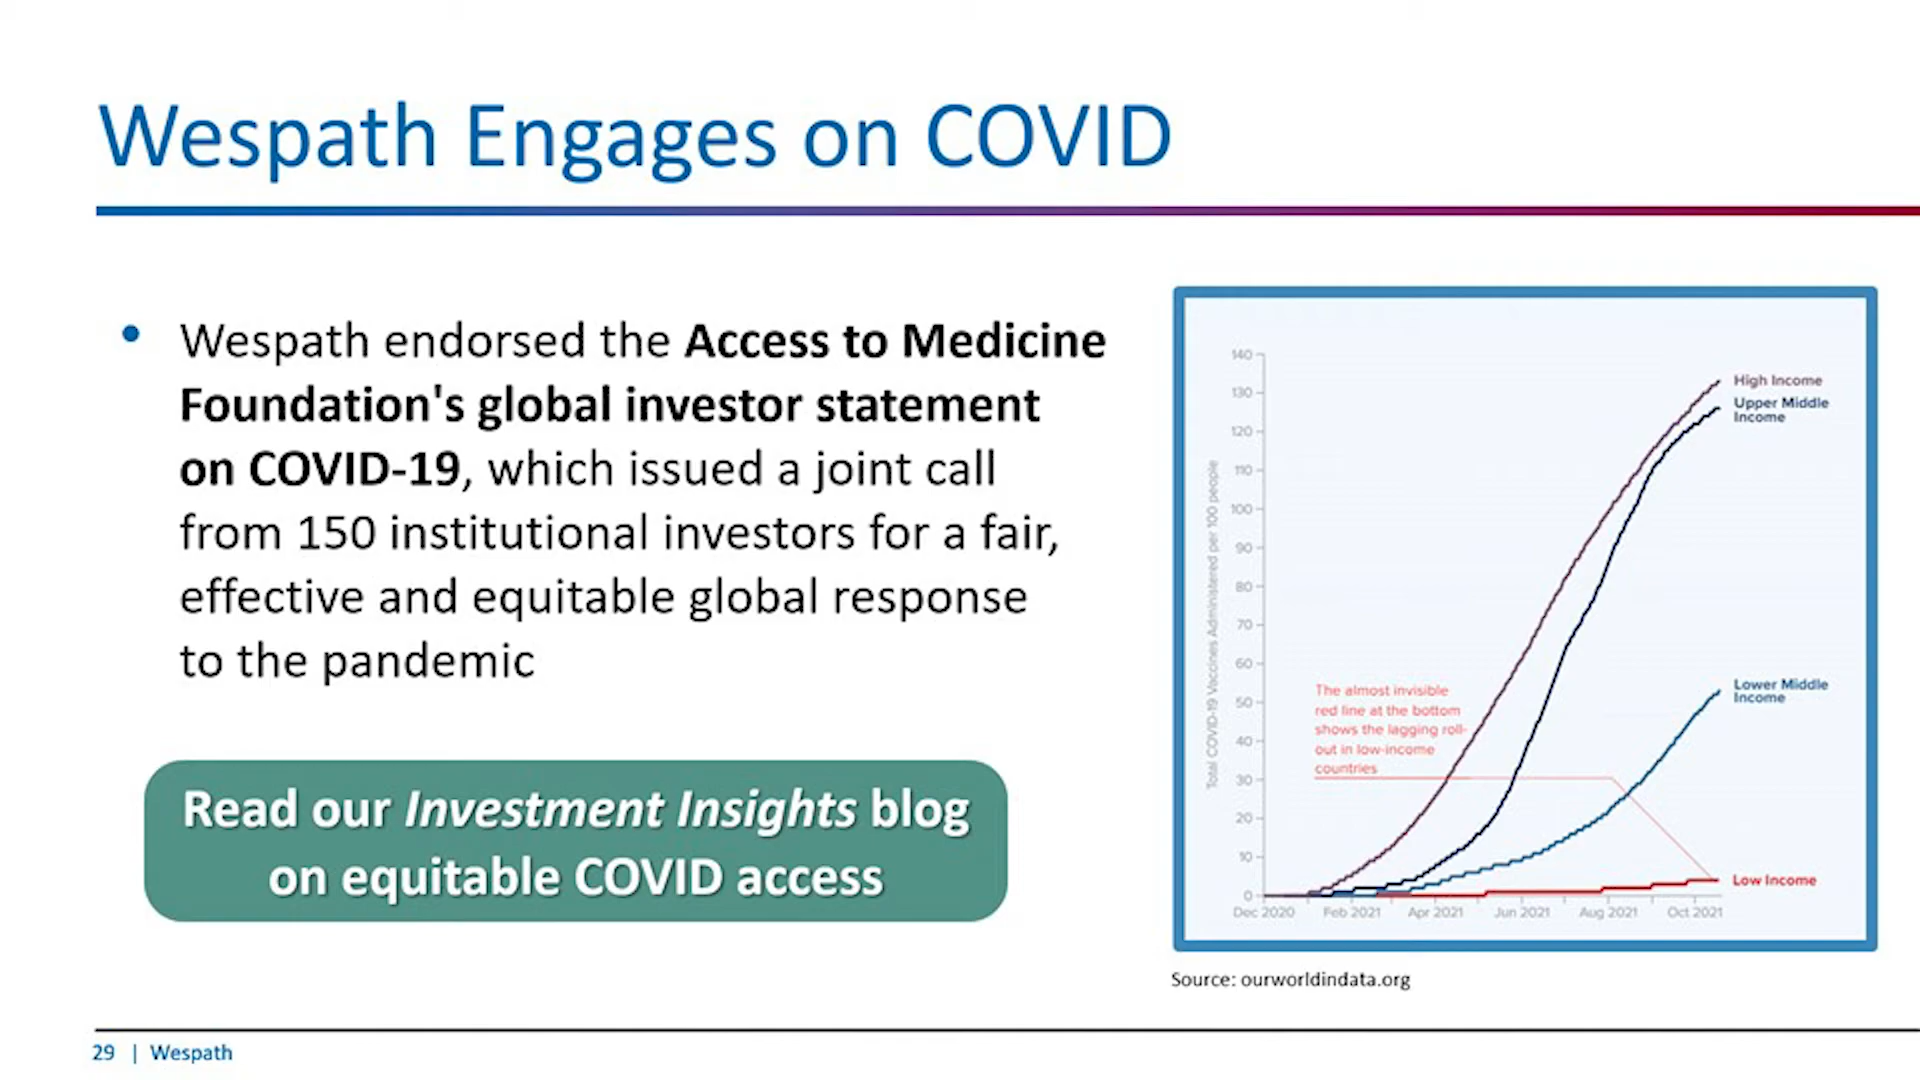 Wespath Engages on COVID
• Wespath endorsed the Access to Medicine
Foundation's global investor statement
on COVID-19, which issued a joint call
from 150 institutional investors for a fair,
effective and equitable global response
to the pandemic
Read our Investment Insights blog
on equitable COVID access
Total COVID-19 Vaccines Administered per 100 people
140
130
120
110
100
90
80
70
60
50
40
30
20
10
0
Dec 2020 Feb 2021 Apr 2021 Jun 2021 Aug 2021 Oct 2021
High Income
Upper Middle
Income
Lower Middle
Income
Low Income
The almost invisible
red line at the bottom
shows the lagging roll-
out in low-income
countries
Source: ourworldindata.org
29 | Wespath